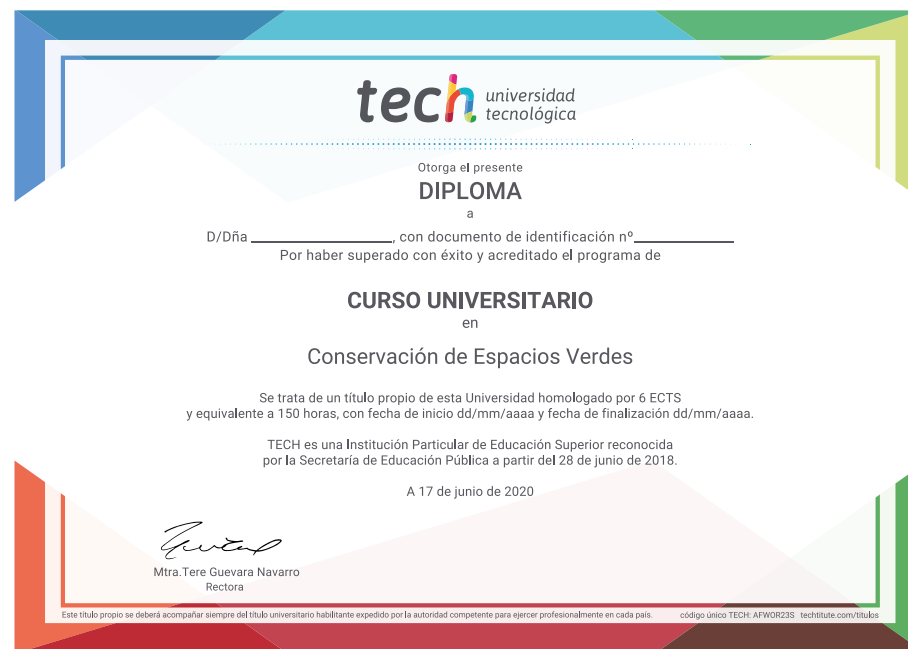 tech universidad
tecnológica
Otorga el presente
DIPLOMA
a
D/Dña ____________________, con documento de identificación nº______________
Por haber superado con éxito y acreditado el programa de
CURSO UNIVERSITARIO
en
Conservación de Espacios Verdes
Se trata de un título propio de esta Universidad homologado por 6 ECTS
y equivalente a 150 horas, con fecha de inicio dd/mm/aaaa y fecha de finalización dd/mm/aaaa.
TECH es una Institución Particular de Educación Superior reconocida
por la Secretaría de Educación Pública a partir del 28 de junio de 2018.
A 17 de junio de 2020
Mtra.Tere Guevara Navarro
Rectora
Este título propio se deberá acompañar siempre del título universitario habilitante expedido por la autoridad competente para ejercer profesionalmente en cada país. código único TECH: AFWOR23S techtitute.com/titulos